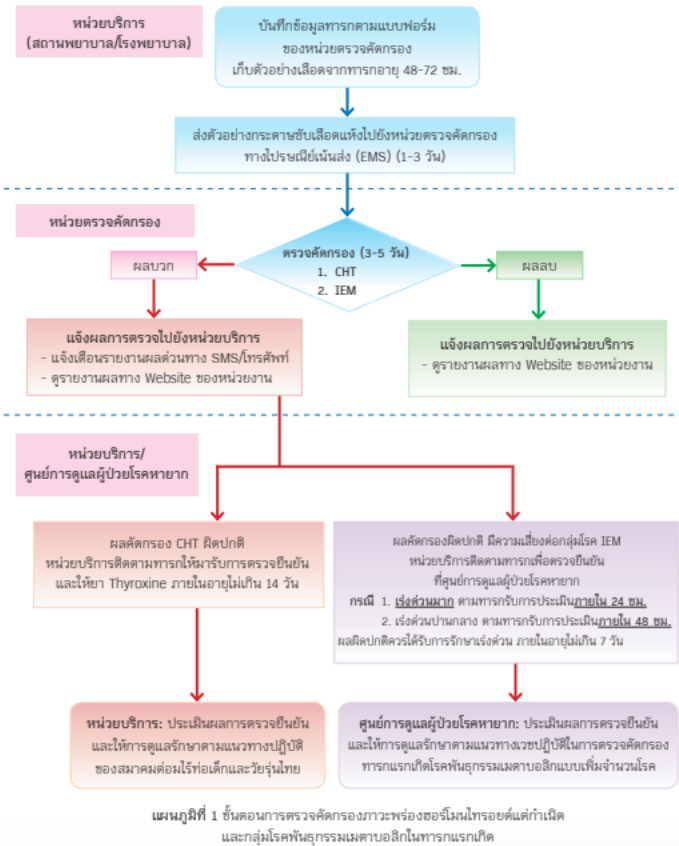 หน่วยบริการ
(สถานพยาบาล/โรงพยาบาล)
บันทึกข้อมูลทารกตามแบบฟอร์ม
ของหน่วยตรวจคัดกรอง
เก็บตัวอย่างเลือดจากทารกอายุ 48-72 ชม.
ส่งตัวอย่างกระดาษซับเลือดแห้งไปยังหน่วยตรวจคัดกรอง
ทางไปรษณีย์เน้นส่ง (EMS) (1-3 วัน)
หน่วยตรวจคัดกรอง
ตรวจคัดกรอง (3-5 วัน)
1. CHT
2. IEM
ผลบวก
ผลลบ
แจ้งผลการตรวจไปยังหน่วยบริการ
- แจ้งเตือนรายงานผลด่วนทาง SMS/โทรศัพท์
- ดูรายงานผลทาง Website ของหน่วยงาน
แจ้งผลการตรวจไปยังหน่วยบริการ
- ดูรายงานผลทาง Website ของหน่วยงาน
หน่วยบริการ/
ศูนย์การดูแลผู้ป่วยโรคหายาก
ผลคัดกรอง CHT ผิดปกติ
หน่วยบริการติดตามทารกให้มารับการตรวจยืนยัน
และให้ยา Thyroxine ภายในอายุไม่เกิน 14 วัน
ผลคัดกรองผิดปกติ มีความเสี่ยงต่อกลุ่มโรค IEM
หน่วยบริการติดตามทารกเพื่อตรวจยืนยัน
ที่ศูนย์การดูแลผู้ป่วยโรคหายาก
กรณี 1. เร่งด่วนมาก ตามทารกรับการประเมินภายใน 24 ชม.
2. เร่งด่วนปานกลาง ตามทารกรับการประเมินภายใน 48 ชม.
ผลผิดปกติควรได้รับการรักษาเร่งด่วน ภายในอายุไม่เกิน 7 วัน
หน่วยบริการ: ประเมินผลการตรวจยืนยัน
และให้การดูแลรักษาตามแนวทางปฏิบัติ
ของสมาคมต่อมไร้ท่อเด็กและวัยรุ่นไทย
ศูนย์การดูแลผู้ป่วยโรคหายาก: ประเมินผลการตรวจยืนยัน
และให้การดูแลรักษาตามแนวทางเวชปฏิบัติในการตรวจคัดกรอง
ทารกแรกเกิดโรคพันธุกรรมเมตาบอลิกแบบเพิ่มจำนวนโรค
แผนภูมิที่ 1 ขั้นตอนการตรวจคัดกรองภาวะพร่องฮอร์โมนไทรอยด์แต่กำเนิด
และกลุ่มโรคพันธุกรรมเมตาบอลิกในทารกแรกเกิด